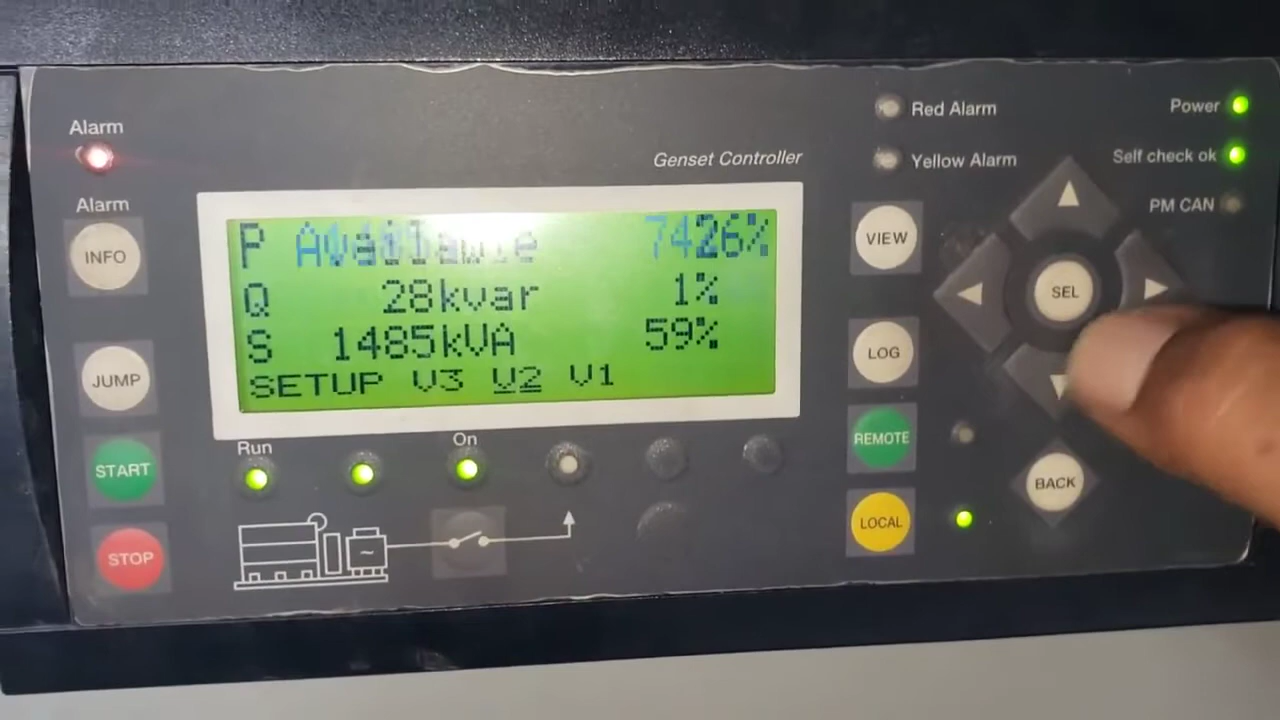 Alarm
Alarm
INFO
JUMP
START
STOP
Genset Controller
P
Q 28kvar 1%
S 1485kVA 59%
SETUP V3 V2 V1
Run
On
~
Red Alarm
Yellow Alarm
Power
Self check ok
PM CAN
VIEW
SEL
LOG
REMOTE
BACK
LOCAL